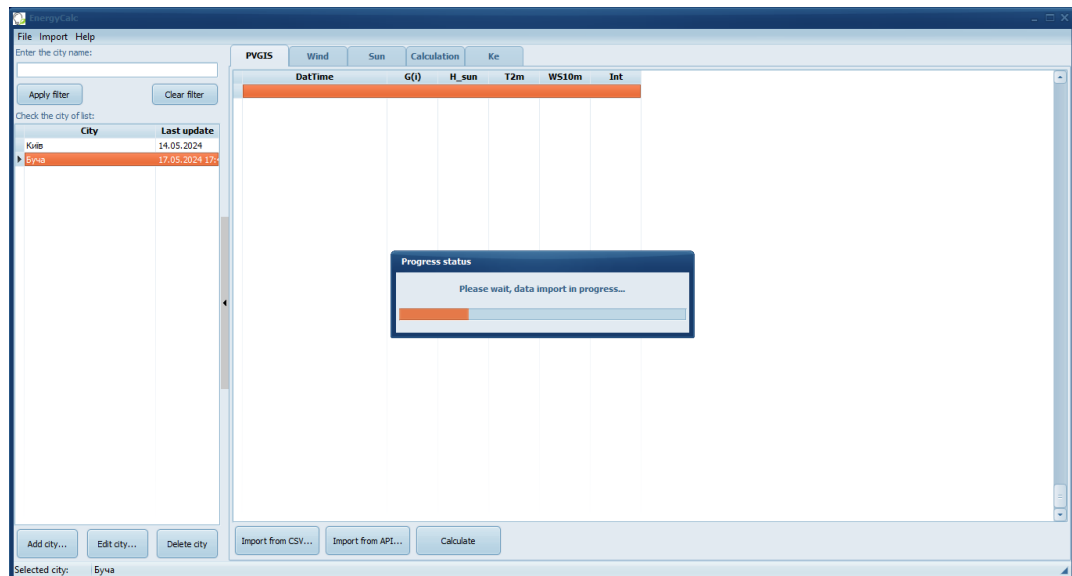 EnergyCalc
File Import Help
Enter the city name:
Apply filter
Clear filter
Check the city of list:
City Last update
Київ 14.05.2024
Буча 17.05.2024 17:
PVGIS Wind Sun Calculation Ke
DatTime G(i) H_sun T2m WS10m Int
Progress status
Please wait, data import in progress...
Add city... Edit city... Delete city
Import from CSV... Import from API... Calculate
Selected city: Буча